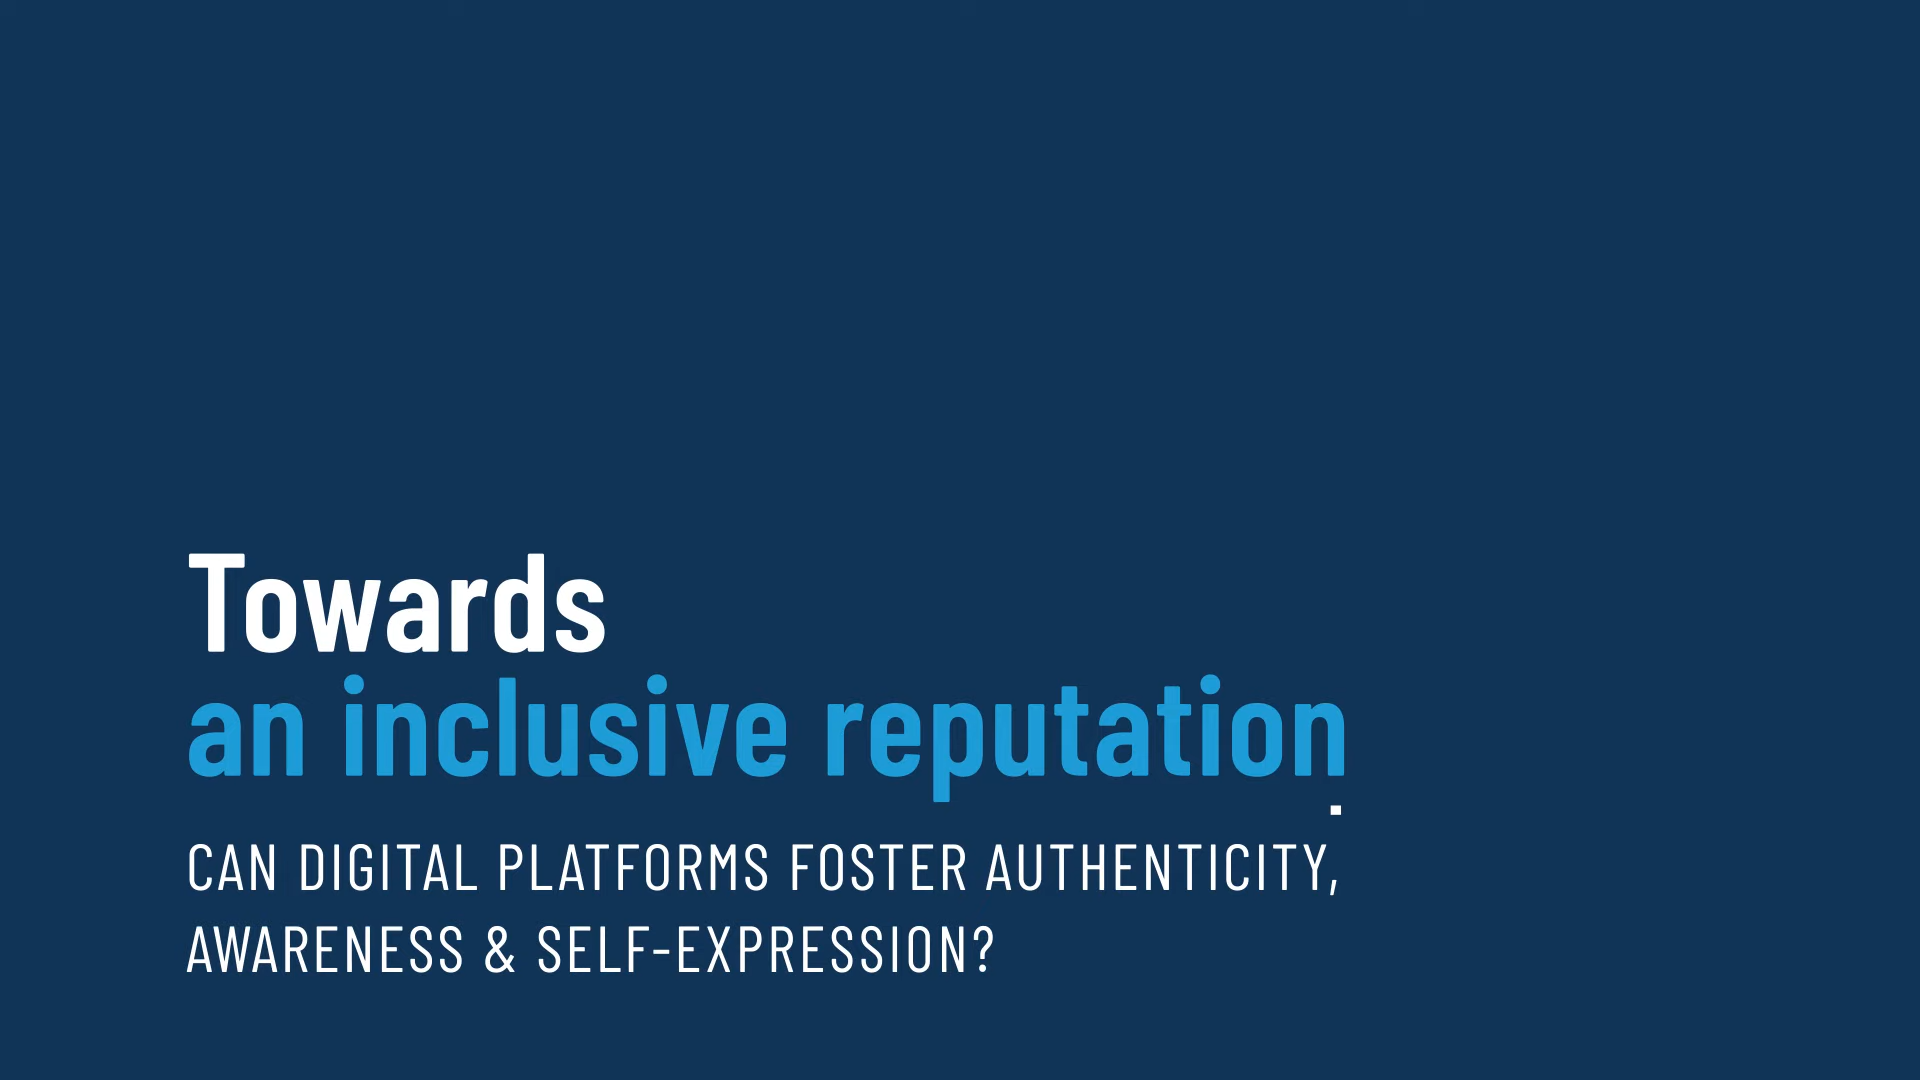 Towards
an inclusive reputation
.
CAN DIGITAL PLATFORMS FOSTER AUTHENTICITY,
AWARENESS & SELF-EXPRESSION?